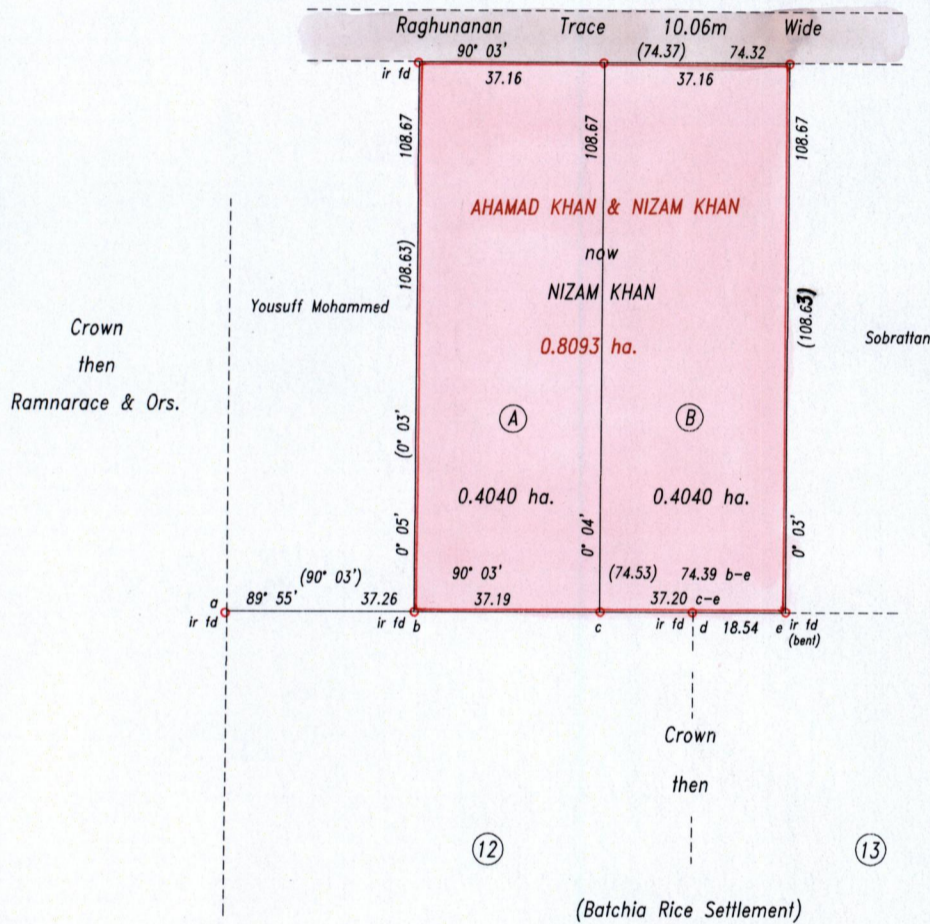 Raghunanan Trace 10.06m Wide
90° 03' (74.37) 74.32
ir fd
37.16 37.16
108.67 108.67 108.67
AHAMAD KHAN & NIZAM KHAN
now
NIZAM KHAN
(108.63) (108.63)
Yousuff Mohammed
Crown
then
Ramnarace & Ors.
Sobrattan
0.8093 ha.
(0° 03')
A B
0.4040 ha. 0.4040 ha.
0° 05' 0° 04' 0° 03'
(90° 03') 90° 03' (74.53) 74.39 b-e
a 89° 55' 37.26 37.19 37.20 c-e
ir fd ir fd b c ir fd d 18.54 e ir fd
(bent)
Crown
then
12 13
(Batchia Rice Settlement)